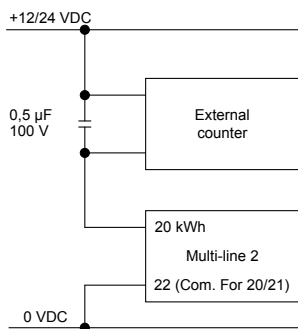 +12/24 VDC
0,5 µF
100 V
External
counter
20 kWh
Multi-line 2
22 (Com. For 20/21)
0 VDC